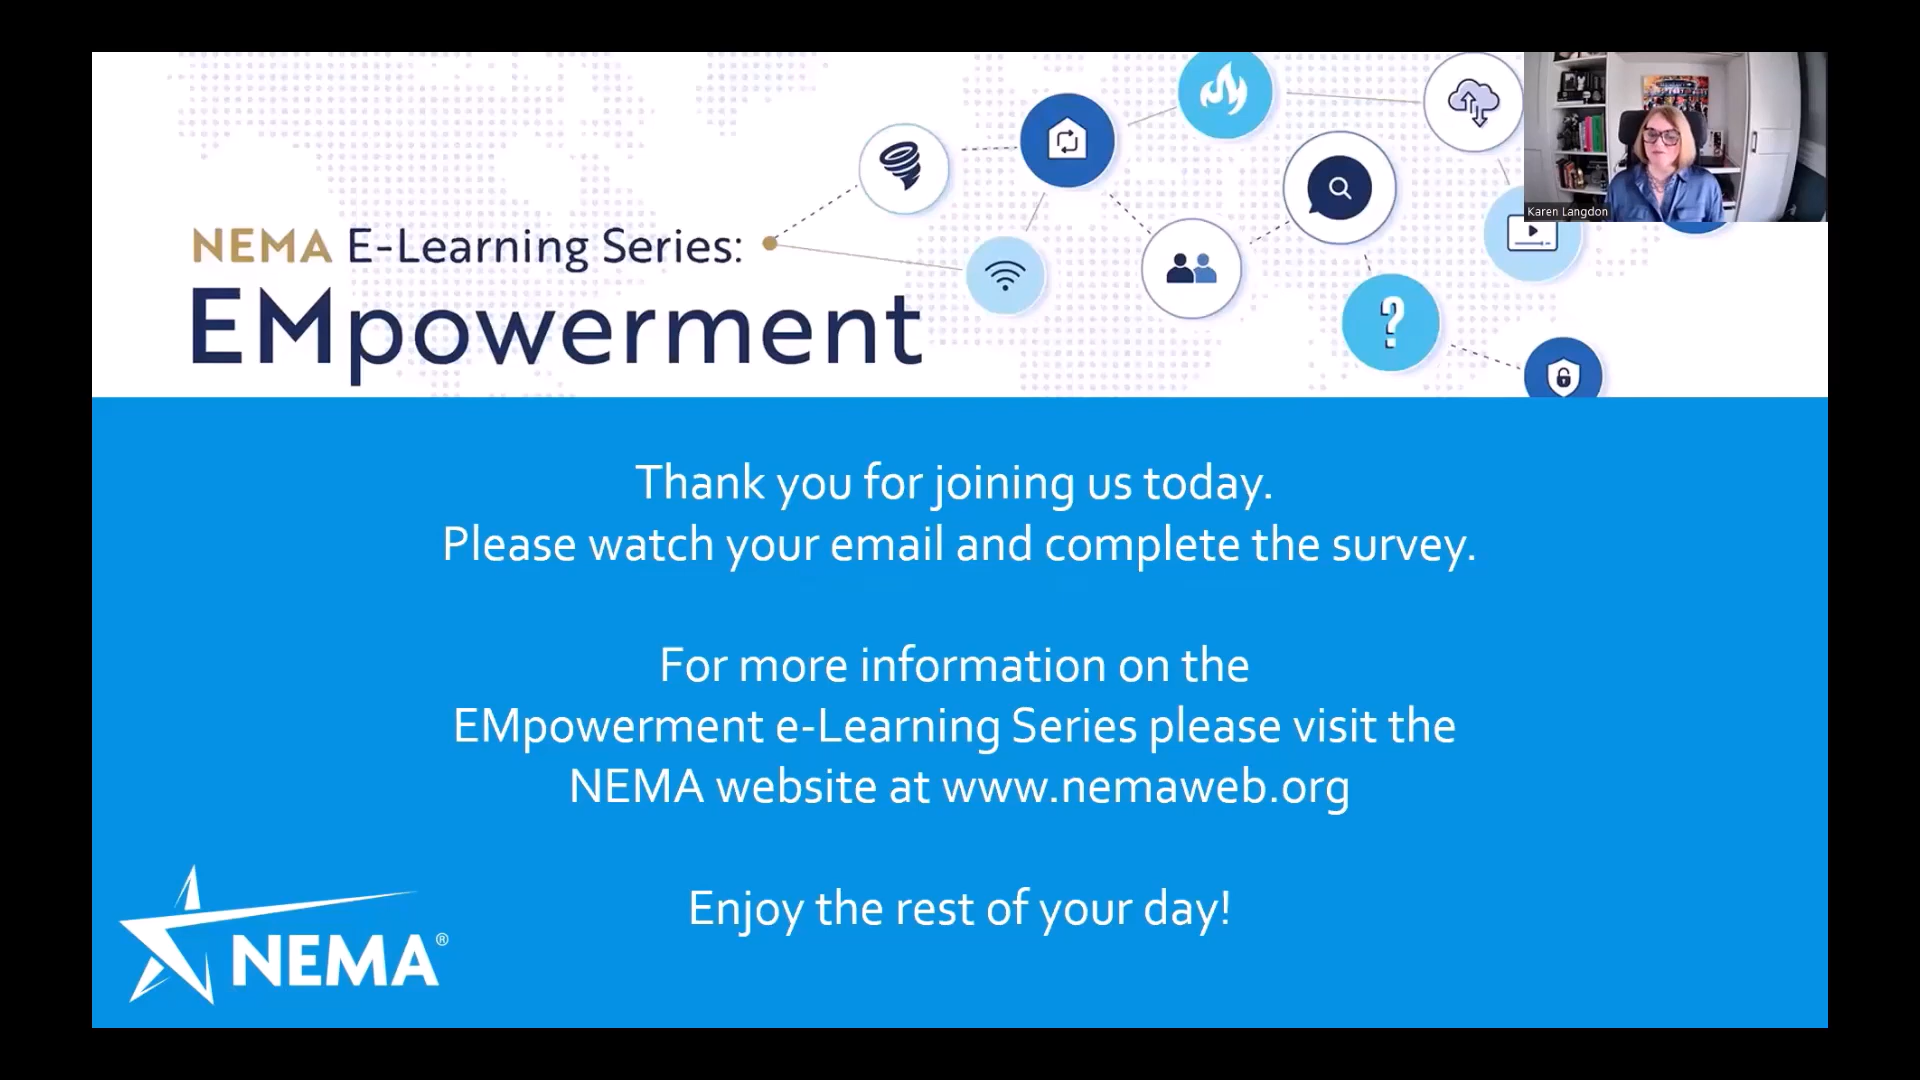 Karen Langdon
NEMA E-Learning Series:
EMpowerment
Thank you for joining us today.
Please watch your email and complete the survey.
For more information on the
EMpowerment e-Learning Series please visit the
NEMA website at www.nemaweb.org
Enjoy the rest of your day!
NEMA®